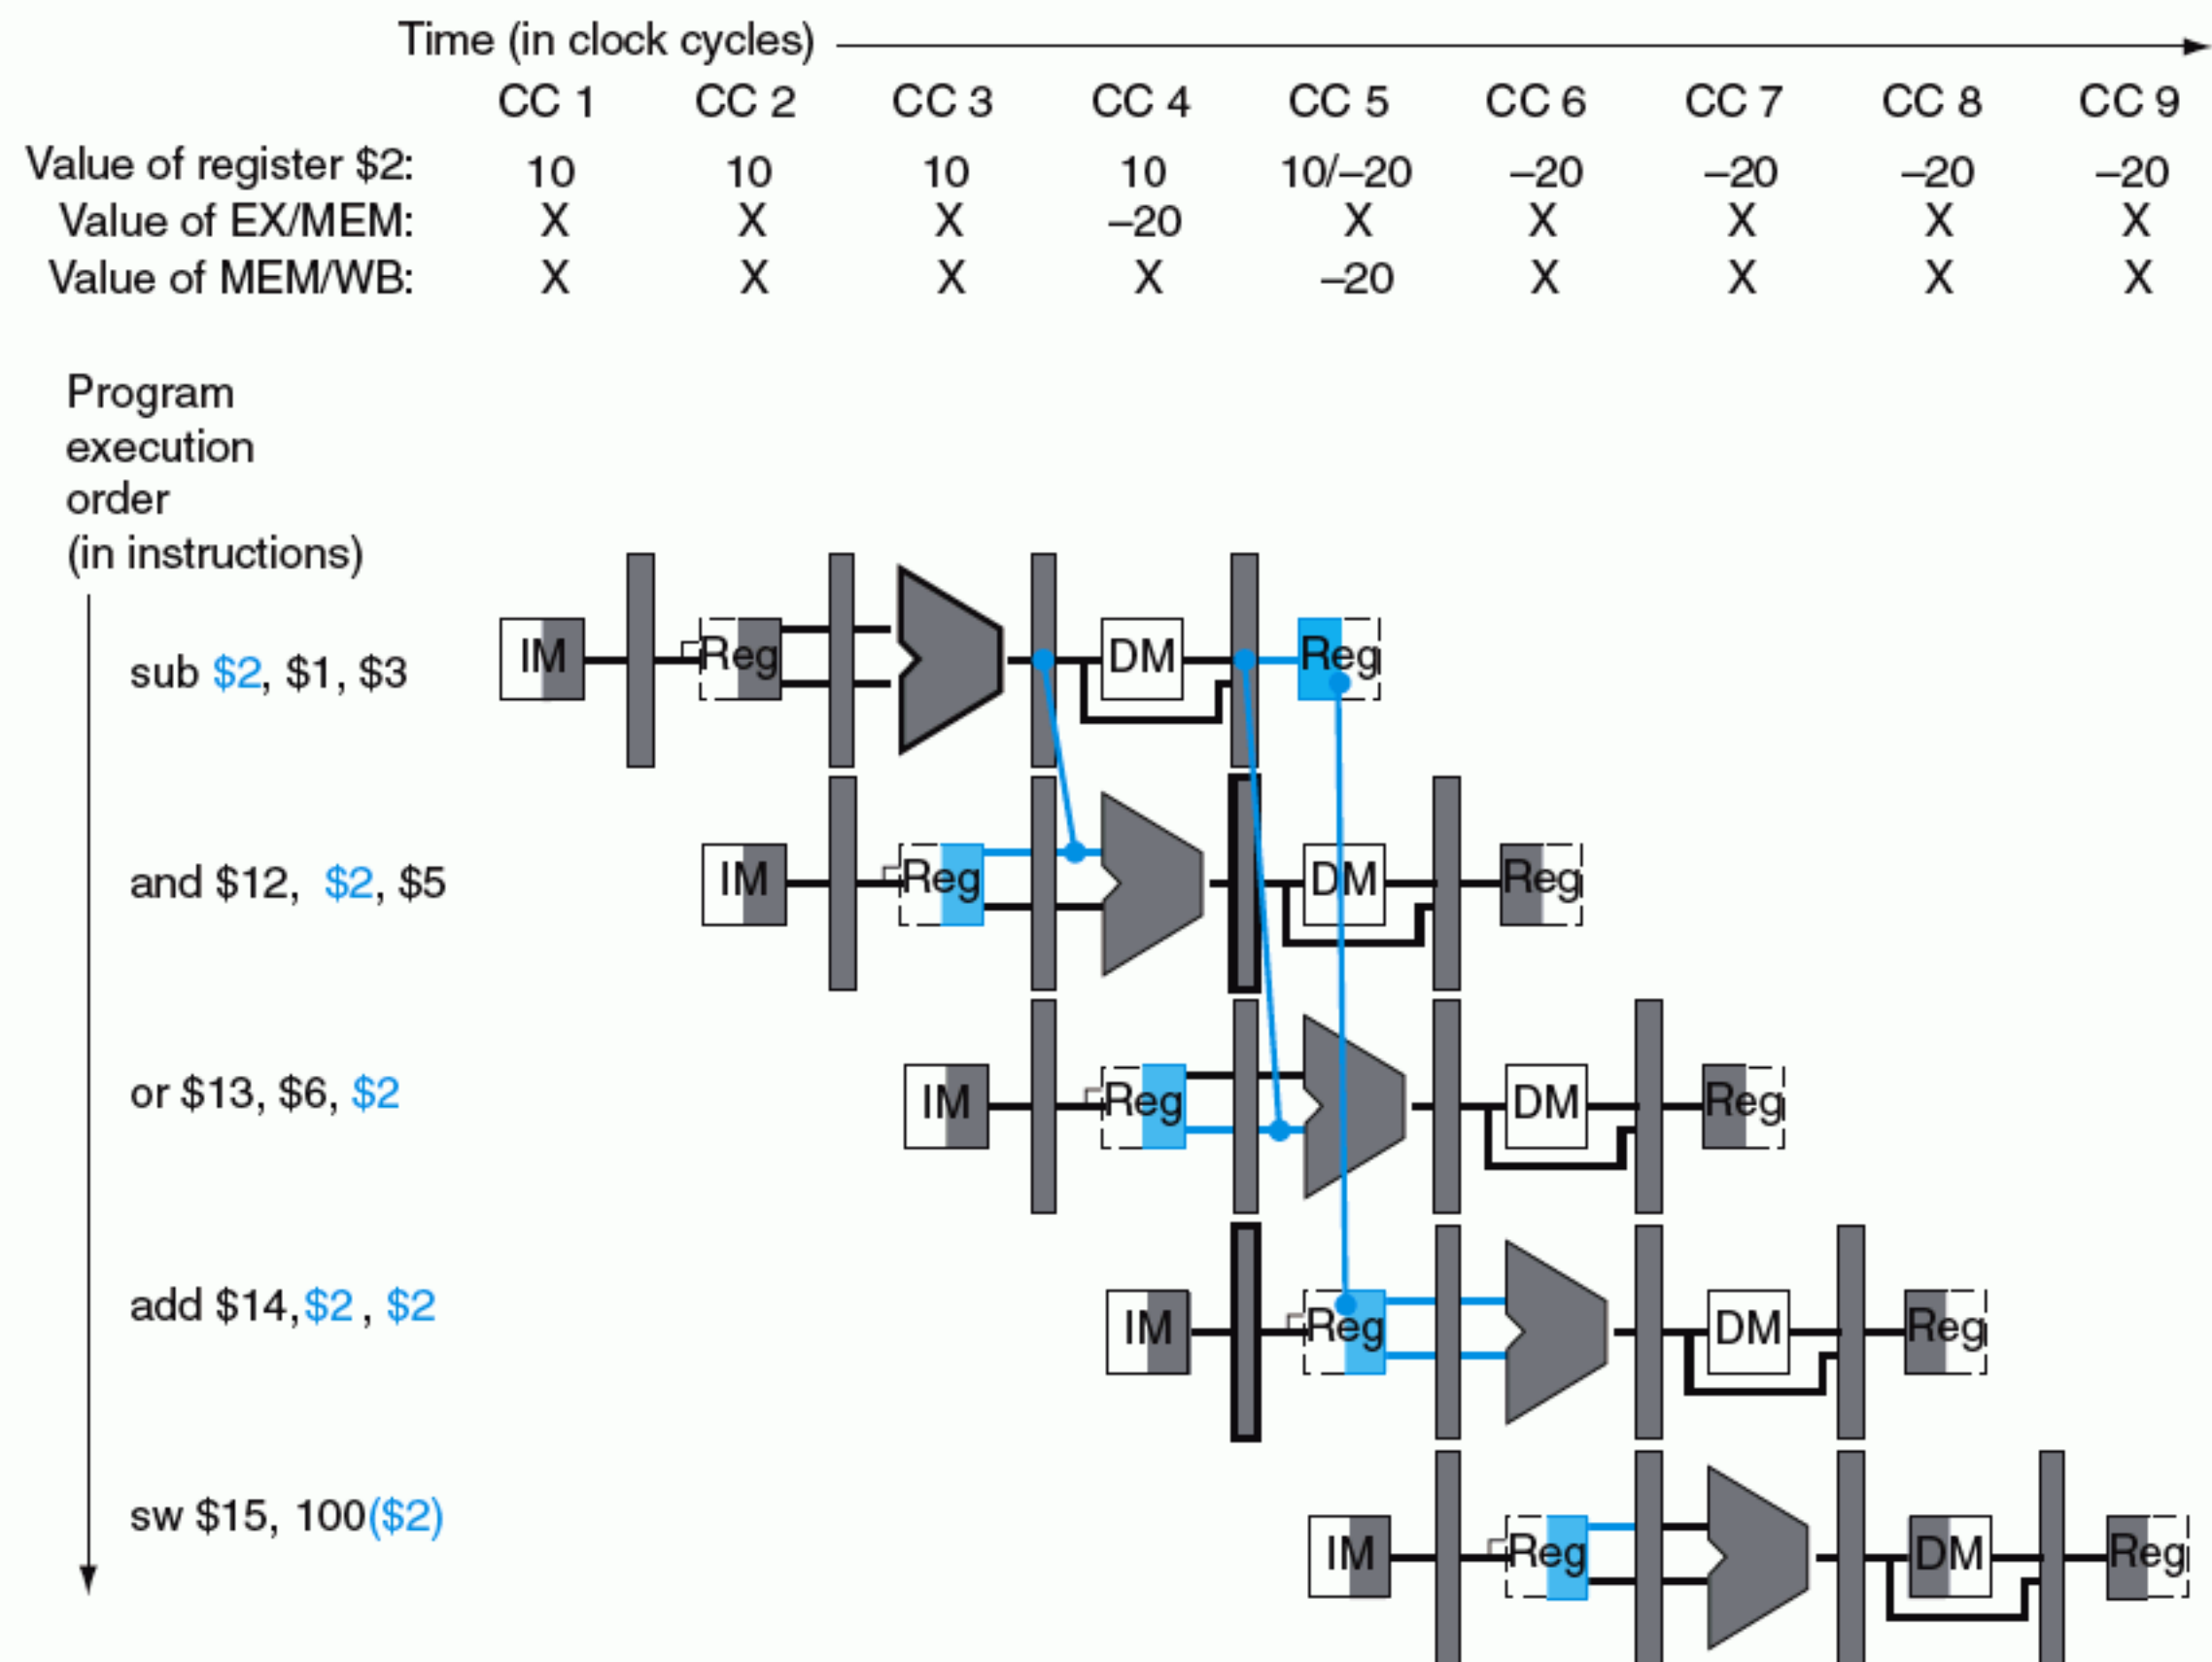 Time (in clock cycles)
CC 1 CC 2 CC 3 CC 4 CC 5 CC 6 CC 7 CC 8 CC 9
Value of register $2: 10 10 10 10 10/–20 –20 –20 –20 –20
Value of EX/MEM: X X X –20 X X X X X
Value of MEM/WB: X X X X –20 X X X X
Program
execution
order
(in instructions)
sub $2, $1, $3 IM Reg DM Reg
and $12, $2, $5 IM Reg DM Reg
or $13, $6, $2 IM Reg DM Reg
add $14,$2 , $2 IM Reg DM Reg
sw $15, 100($2) IM Reg DM Reg